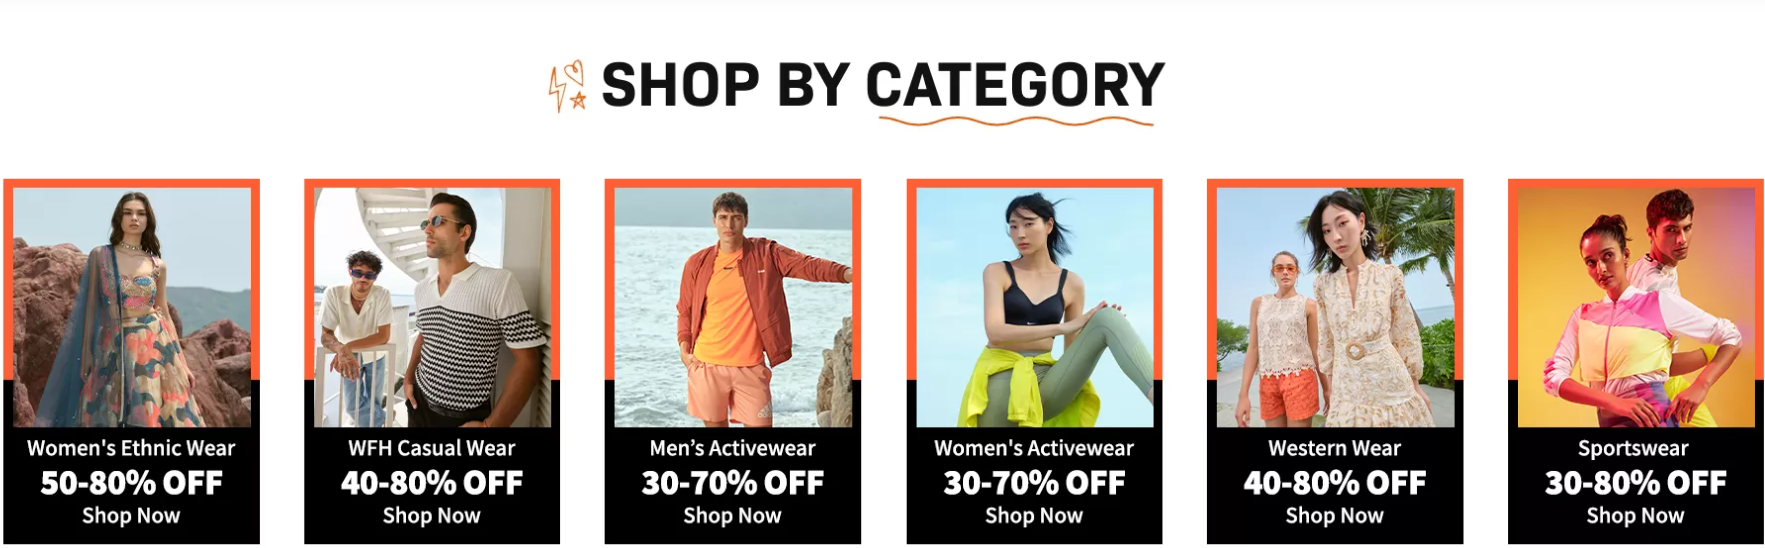 SHOP BY CATEGORY
Women's Ethnic Wear
50-80% OFF
Shop Now
WFH Casual Wear
40-80% OFF
Shop Now
Men’s Activewear
30-70% OFF
Shop Now
Women's Activewear
30-70% OFF
Shop Now
Western Wear
40-80% OFF
Shop Now
Sportswear
30-80% OFF
Shop Now